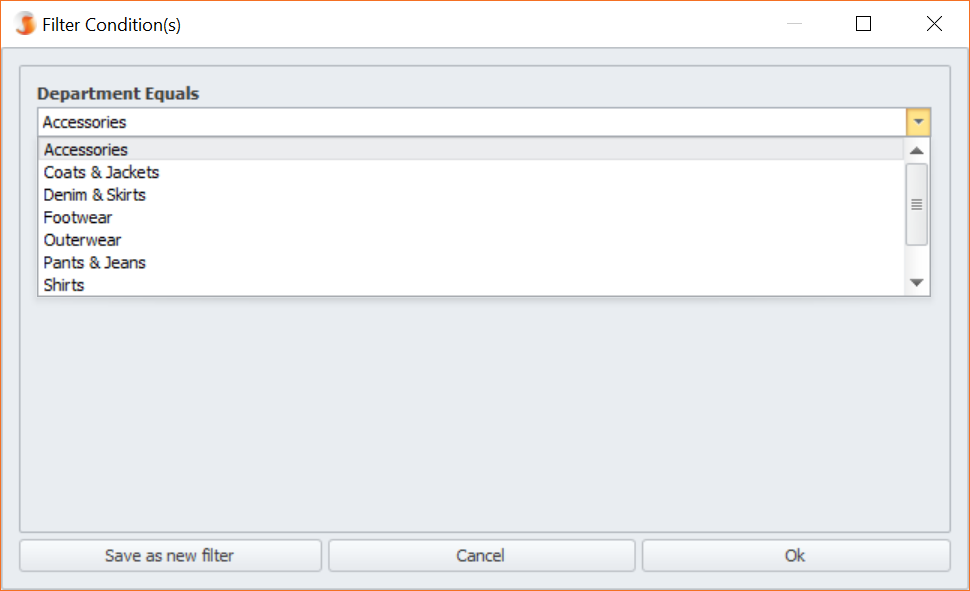 Filter Condition(s)
Department Equals
Accessories
Accessories
Coats & Jackets
Denim & Skirts
Footwear
Outerwear
Pants & Jeans
Shirts
Save as new filter
Cancel
Ok